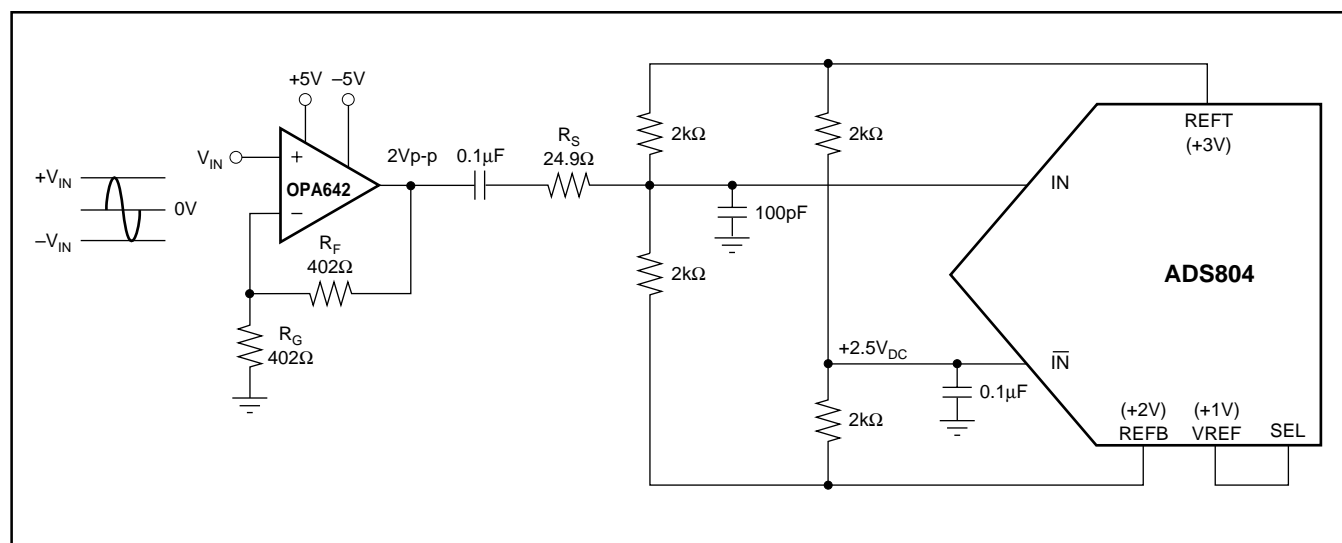 +5V –5V
V_IN
+V_IN
0V
–V_IN
+
OPA642
–
2Vp-p
0.1µF
R_S
24.9Ω
R_F
402Ω
R_G
402Ω
2kΩ
2kΩ
100pF
2kΩ
+2.5V_DC
0.1µF
2kΩ
REFT
(+3V)
IN
ADS804
I̅N̅
(+2V) (+1V)
REFB VREF SEL